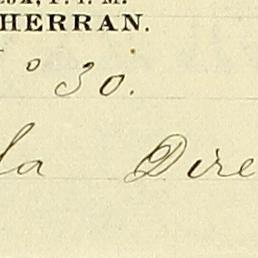 HERRAN.
° 30.
la Dire